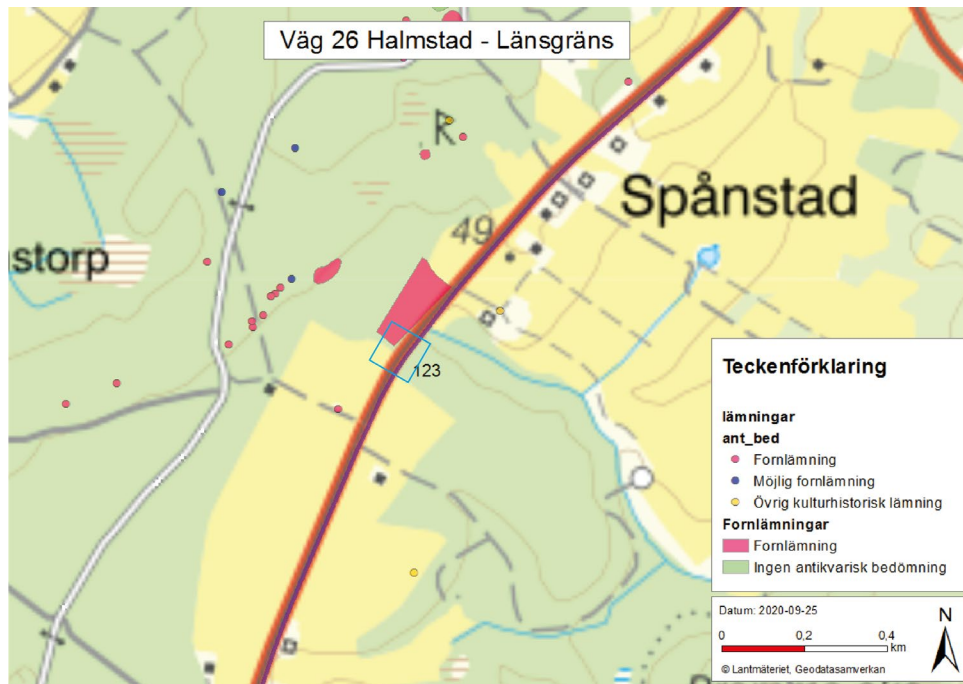 Väg 26 Halmstad - Länsgräns
R
Spånstad
49
storp
123
Teckenförklaring
lämningar
ant_bed
Fornlämning
Möjlig fornlämning
Övrig kulturhistorisk lämning
Fornlämningar
Fornlämning
Ingen antikvarisk bedömning
Datum: 2020-09-25
N
0 0,2 0,4
km
© Lantmäteriet, Geodatasamverkan